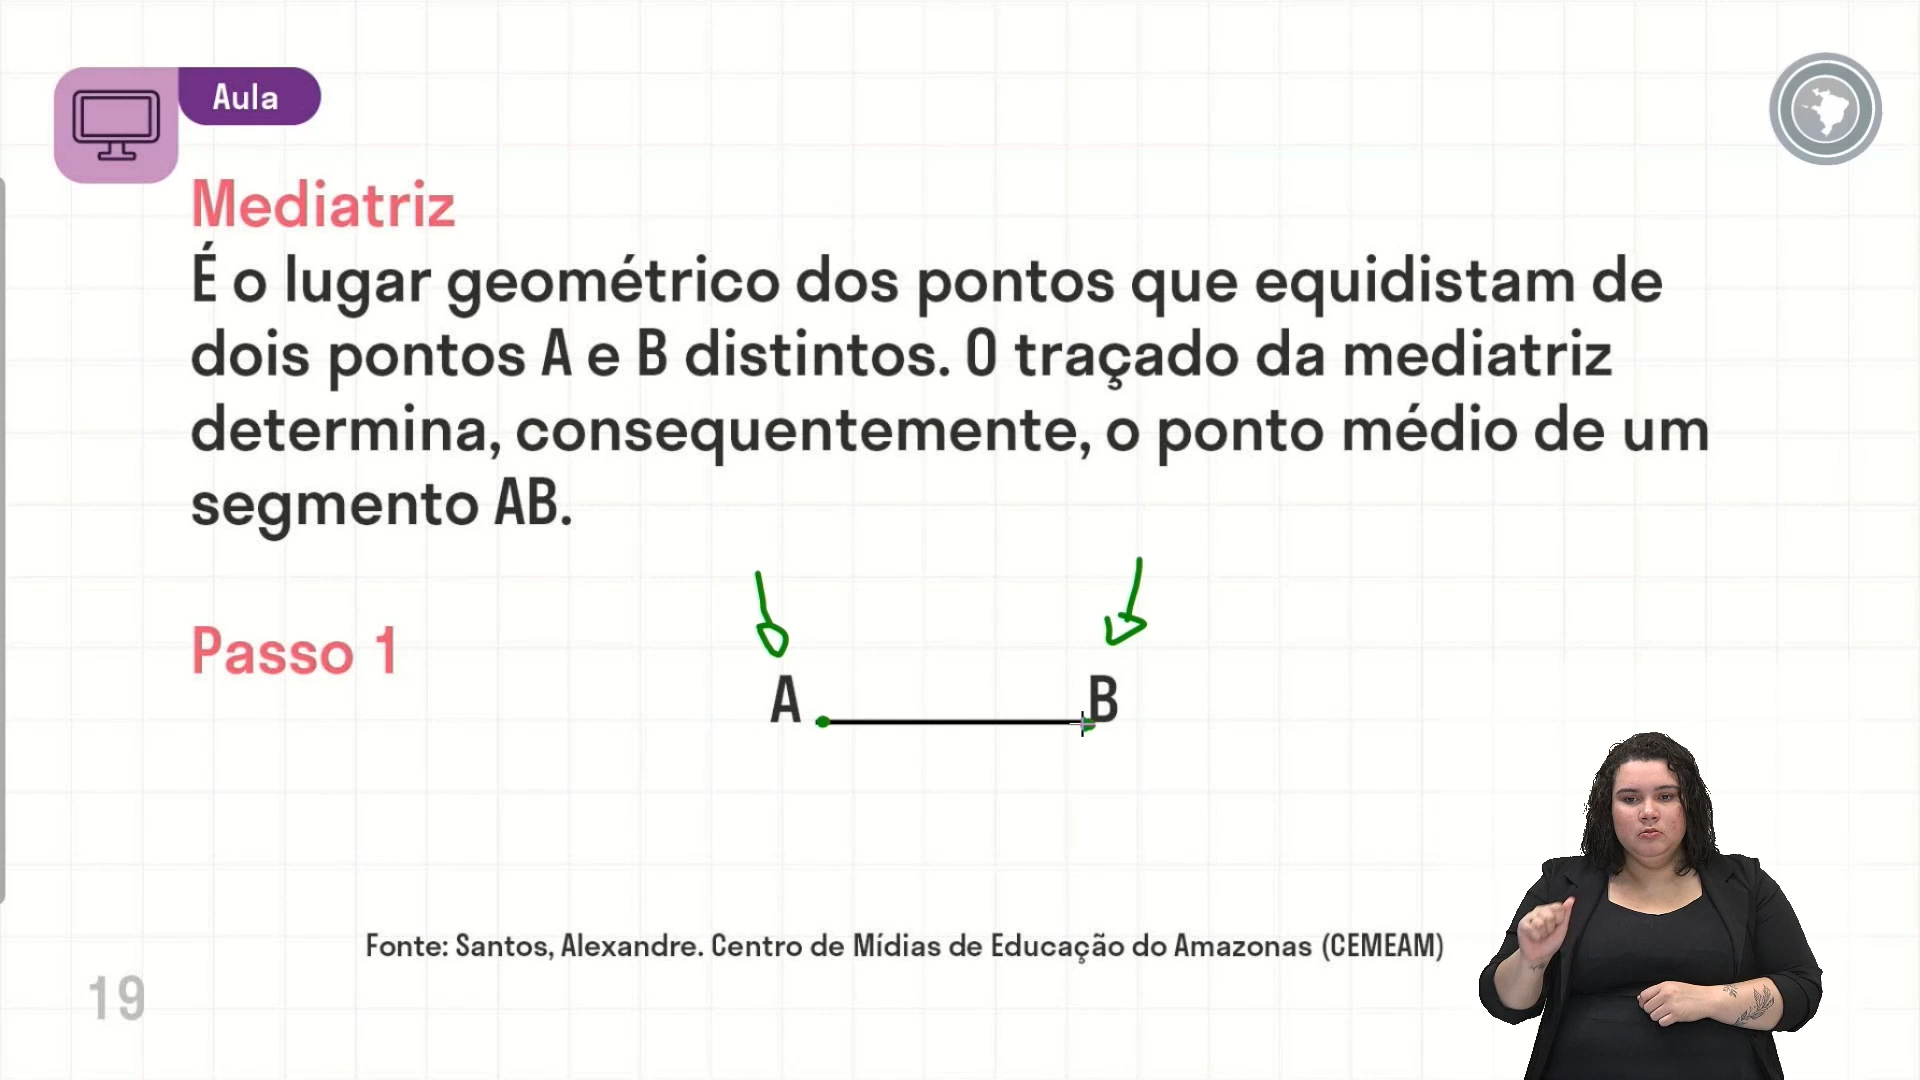 Aula
Mediatriz
É o lugar geométrico dos pontos que equidistam de
dois pontos A e B distintos. O traçado da mediatriz
determina, consequentemente, o ponto médio de um
segmento AB.
Passo 1
A B
Fonte: Santos, Alexandre. Centro de Mídias de Educação do Amazonas (CEMEAM)
19